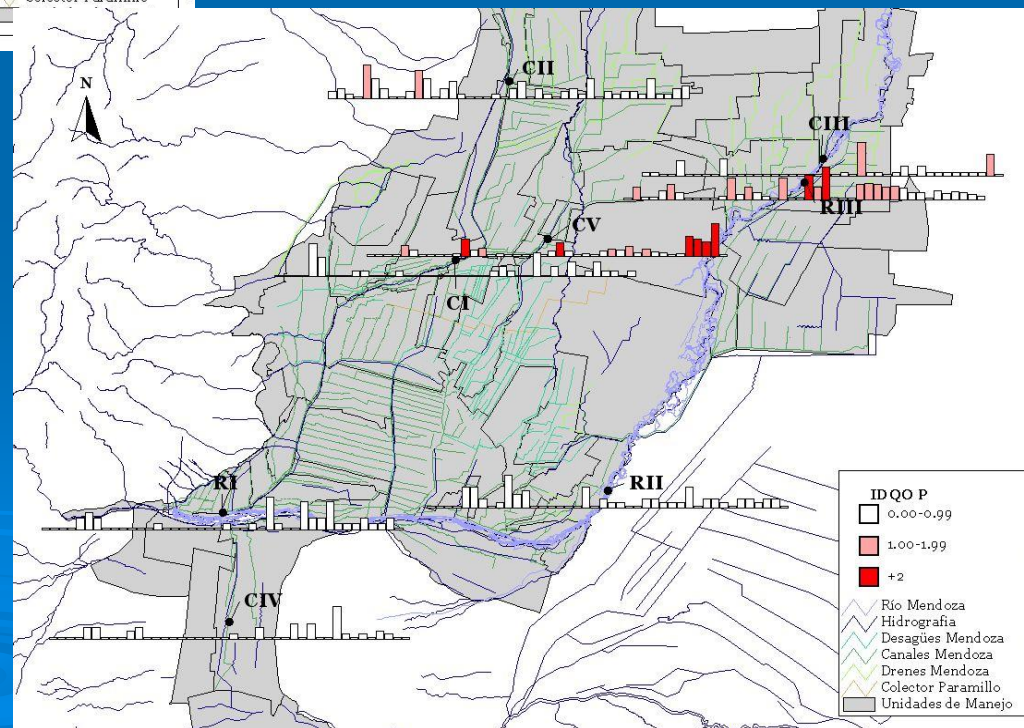 Colector Paramillo
N
CII
CIII
RIII
CV
CI
RI
RII
CIV
IDQO P
0.00-0.99
1.00-1.99
+2
Río Mendoza
Hidrografia
Desagües Mendoza
Canales Mendoza
Drenes Mendoza
Colector Paramillo
Unidades de Manejo